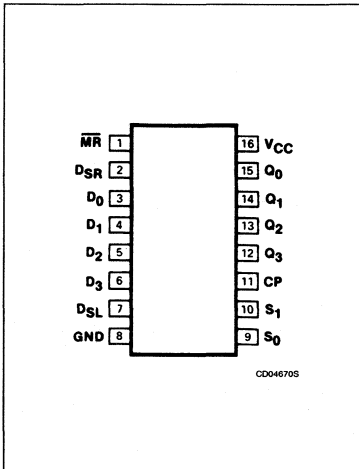 MR 1 16 VCC
DSR 2 15 Q0
D0 3 14 Q1
D1 4 13 Q2
D2 5 12 Q3
D3 6 11 CP
DSL 7 10 S1
GND 8 9 S0
CD04670S